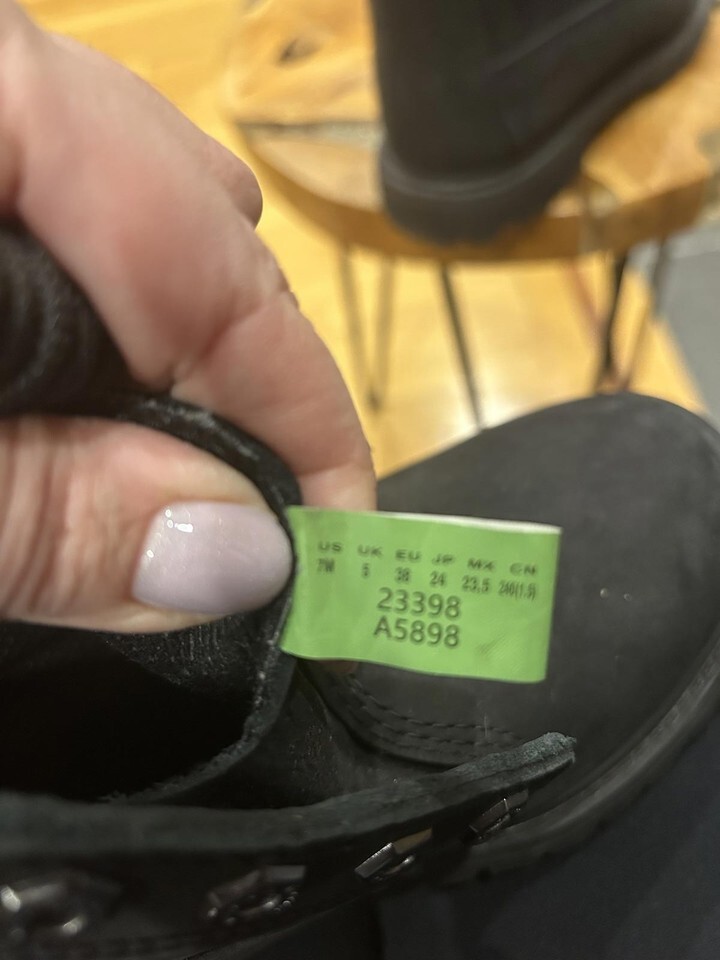 US UK EU JP MX CN
7M 5 38 24 23,5 240(1.5)
23398
A5898